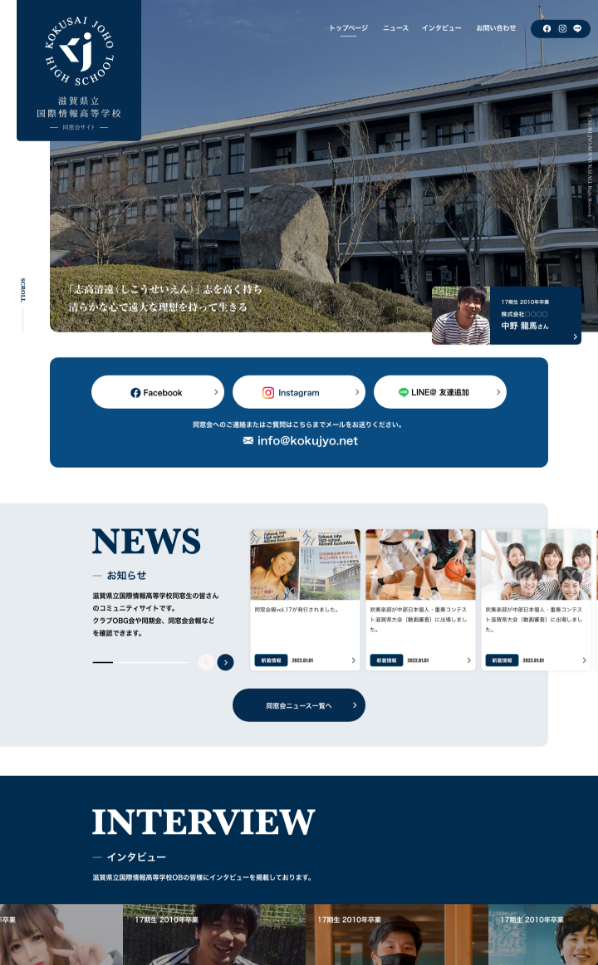 KOKUSAI JOHO
HIGH SCHOOL
滋賀県立
国際情報高等学校
同窓会サイト
トップページ
ニュース
インタビュー
お問い合わせ
SCROLL
「志高清遠(しこうせいえん)」志を高く持ち
清らかな心で遠大な理想を持って生きる
17期生 2010年卒業
株式会社〇〇〇〇
中野 龍馬さん
Facebook
Instagram
LINE@ 友達追加
同窓会へのご連絡またはご質問はこちらまでメールをお送りください。
info@kokujyo.net
NEWS
お知らせ
滋賀県立国際情報高等学校同窓生の皆さん
のコミュニティサイトです。
クラブOBG会や同期会、同窓会会報など
を確認できます。
同窓会報vol.17が発行されました。
新着情報 2022.01.01
吹奏楽部が中部日本個人・重奏コンテス
ト滋賀県大会(動画審査)に出場しまし
た。
新着情報 2022.01.01
吹奏楽部が中部日本個人・重奏コンテス
ト滋賀県大会(動画審査)に出場しまし
た。
新着情報 2022.01.01
同窓会ニュース一覧へ
INTERVIEW
インタビュー
滋賀県立国際情報高等学校OBの皆様にインタビューを掲載しております。
卒業
17期生 2010年卒業
17期生 2010年卒業
17期生 2010年卒業